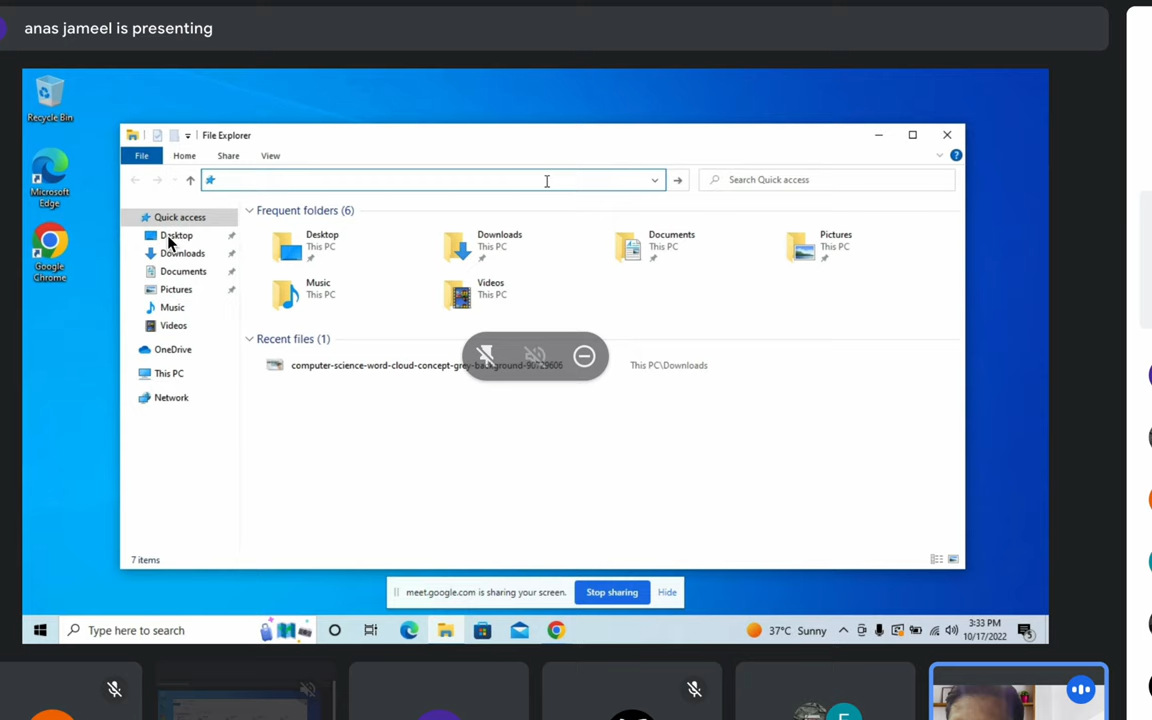 anas jameel is presenting
Recycle Bin
Microsoft
Edge
Google
Chrome
File Explorer
File
Home
Share
View
Search Quick access
Quick access
Desktop
Downloads
Documents
Pictures
Music
Videos
OneDrive
This PC
Network
Frequent folders (6)
Desktop
This PC
Downloads
This PC
Documents
This PC
Pictures
This PC
Music
This PC
Videos
This PC
Recent files (1)
computer-science-word-cloud-concept-grey-background-90729606
This PC\Downloads
7 items
meet.google.com is sharing your screen.
Stop sharing
Hide
Type here to search
37°C Sunny
3:33 PM
10/17/2022
5